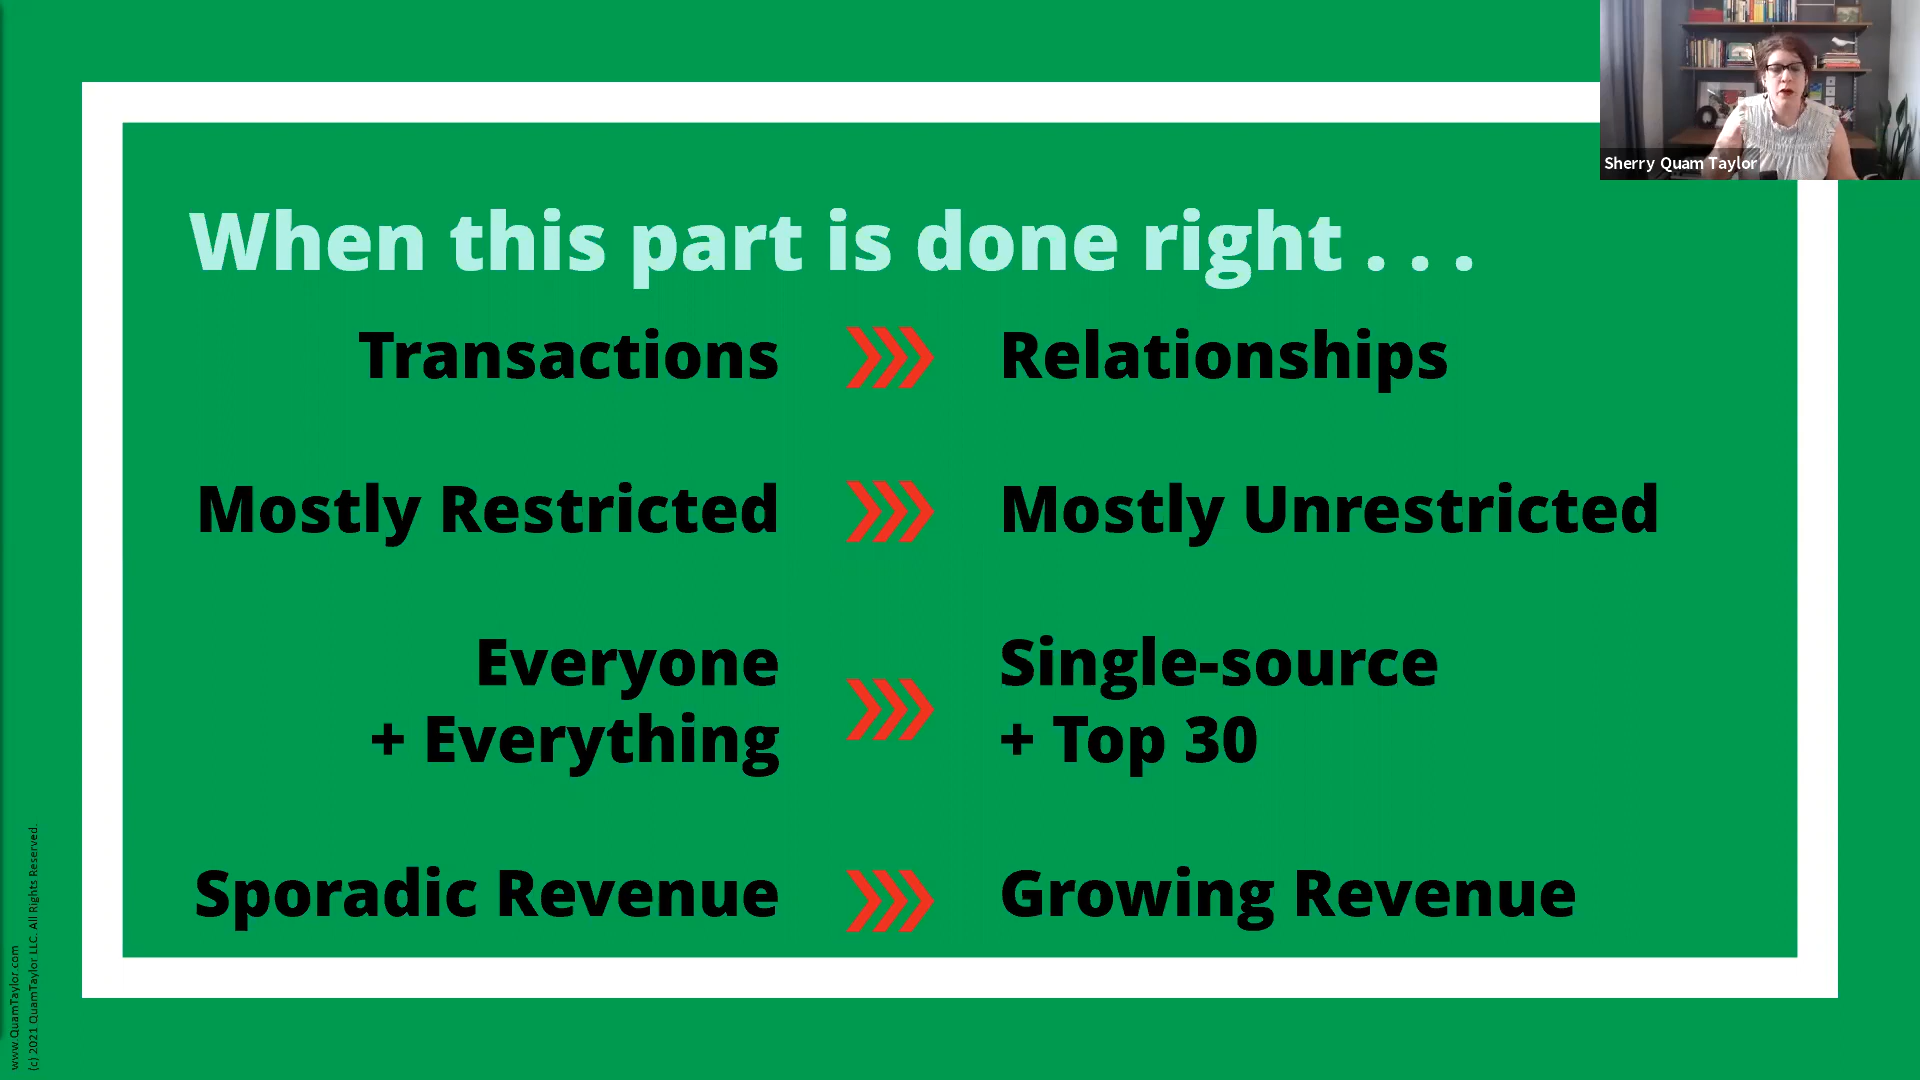 Sherry Quam Taylor
When this part is done right . . .
Transactions
Relationships
Mostly Restricted
Mostly Unrestricted
Everyone
+ Everything
Single-source
+ Top 30
Sporadic Revenue
Growing Revenue
www.QuamTaylor.com
(c) 2021 QuamTaylor LLC. All Rights Reserved.